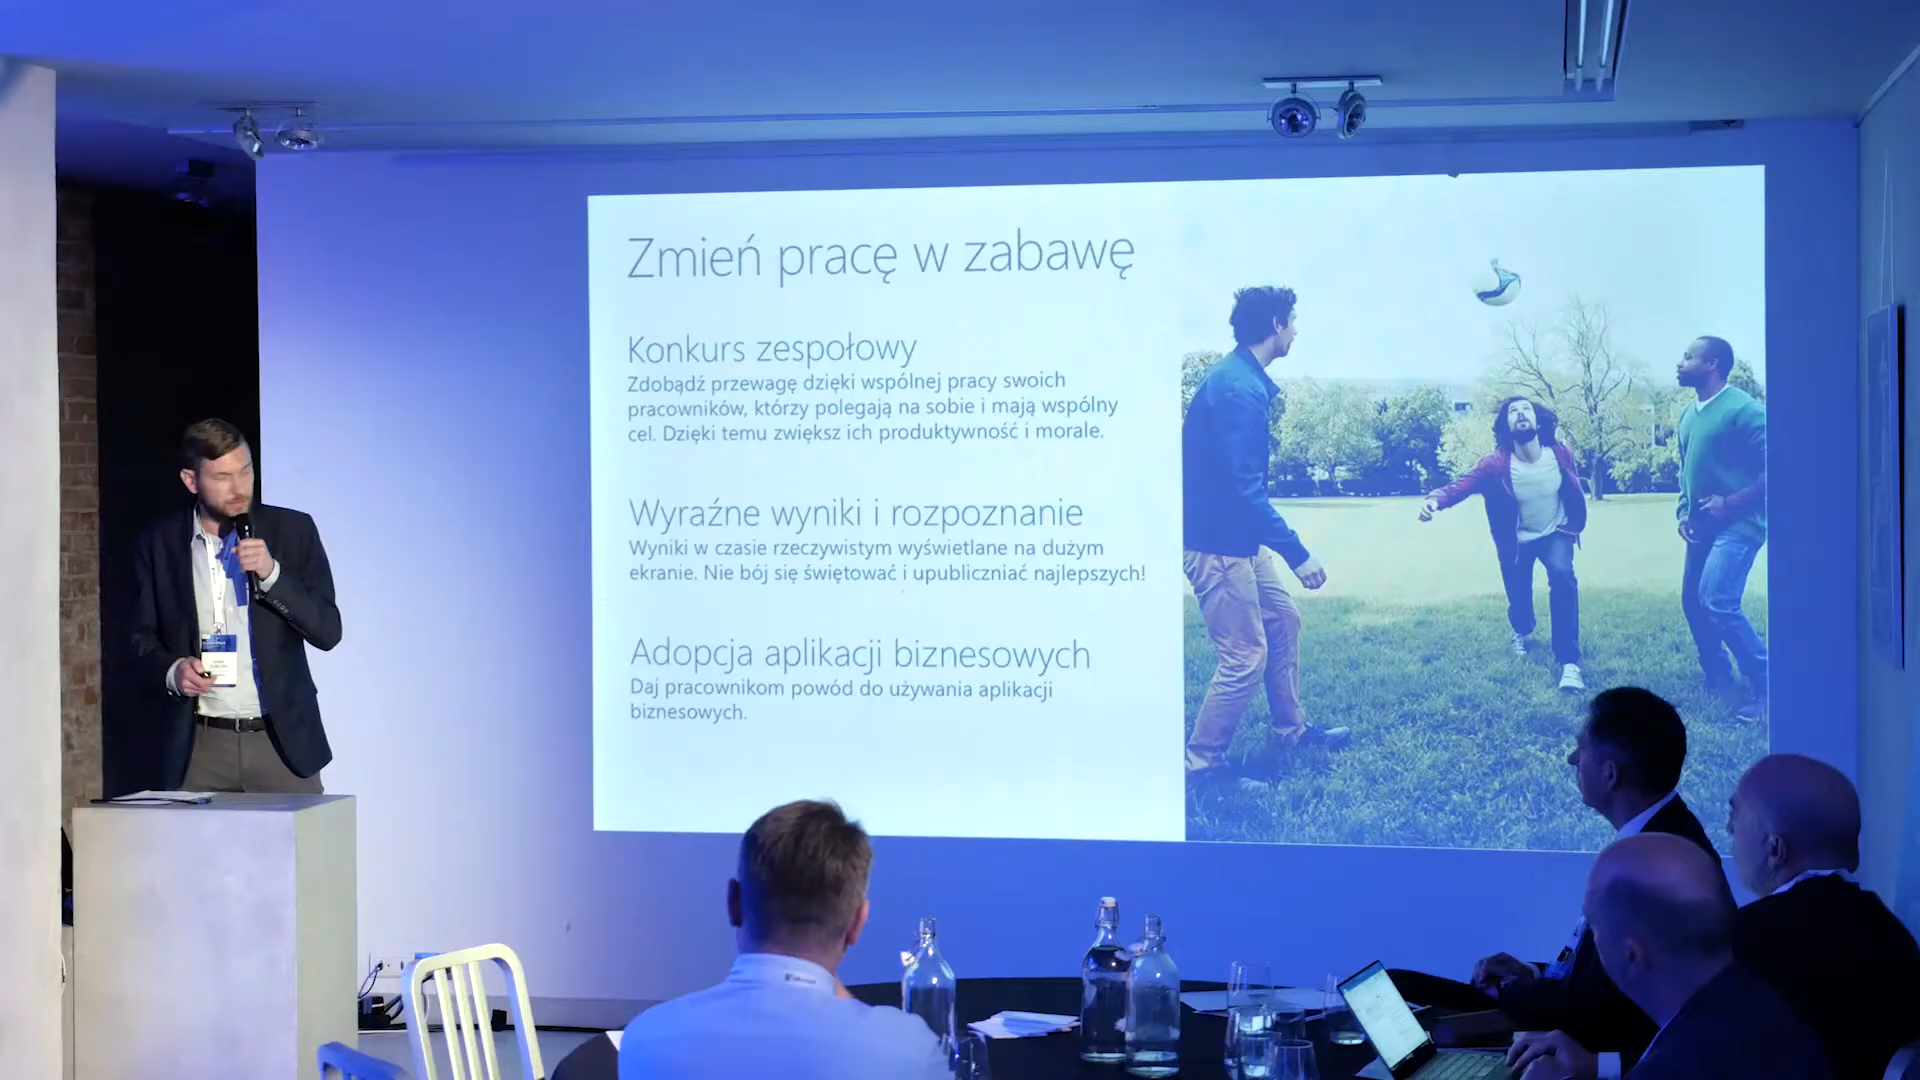 Zmień pracę w zabawę
Konkurs zespołowy
Zdobądź przewagę dzięki wspólnej pracy swoich
pracowników, którzy polegają na sobie i mają wspólny
cel. Dzięki temu zwiększ ich produktywność i morale.
Wyraźne wyniki i rozpoznanie
Wyniki w czasie rzeczywistym wyświetlane na dużym
ekranie. Nie bój się świętować i upubliczniać najlepszych!
Adopcja aplikacji biznesowych
Daj pracownikom powód do używania aplikacji
biznesowych.